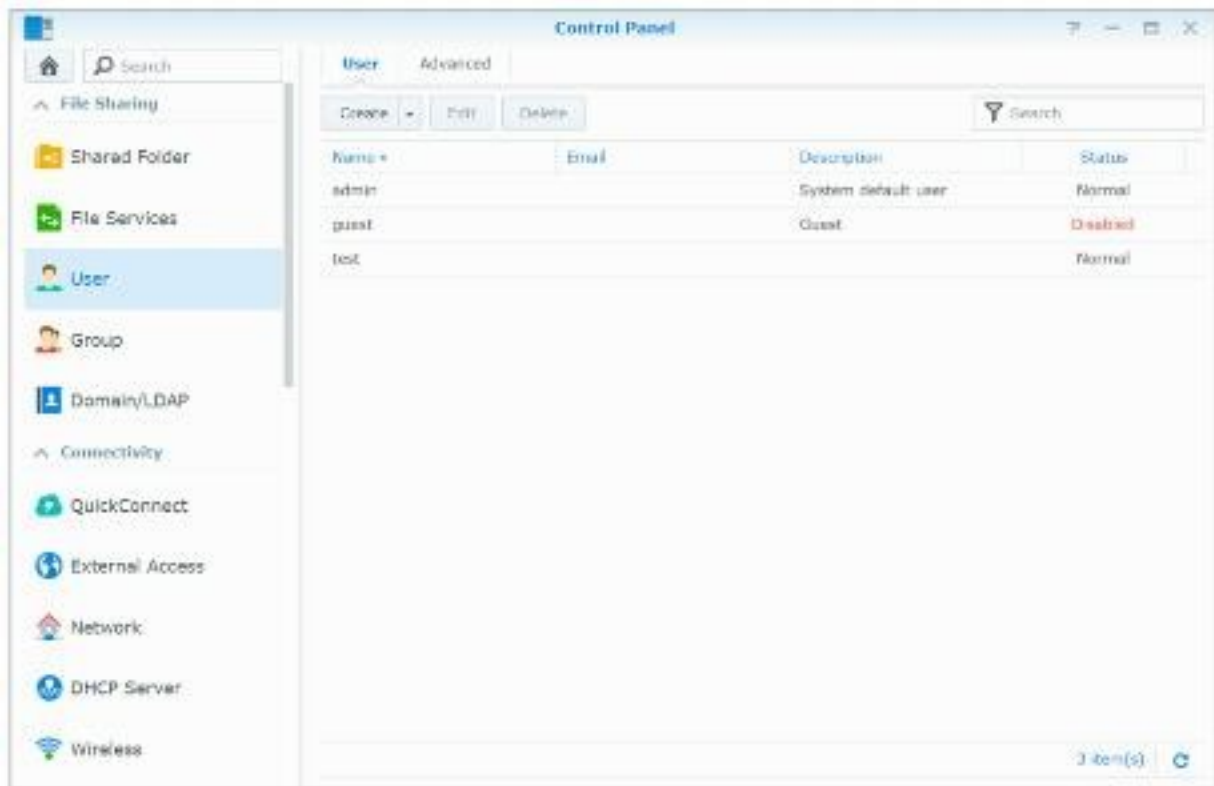 Control Panel
Search
File Sharing
Shared Folder
File Services
User
Group
Domain/LDAP
Connectivity
QuickConnect
External Access
Network
DHCP Server
Wireless
User Advanced
Create Edit Delete Search
Name Email Description Status
admin System default user Normal
guest Guest Disabled
test Normal
3 item(s)